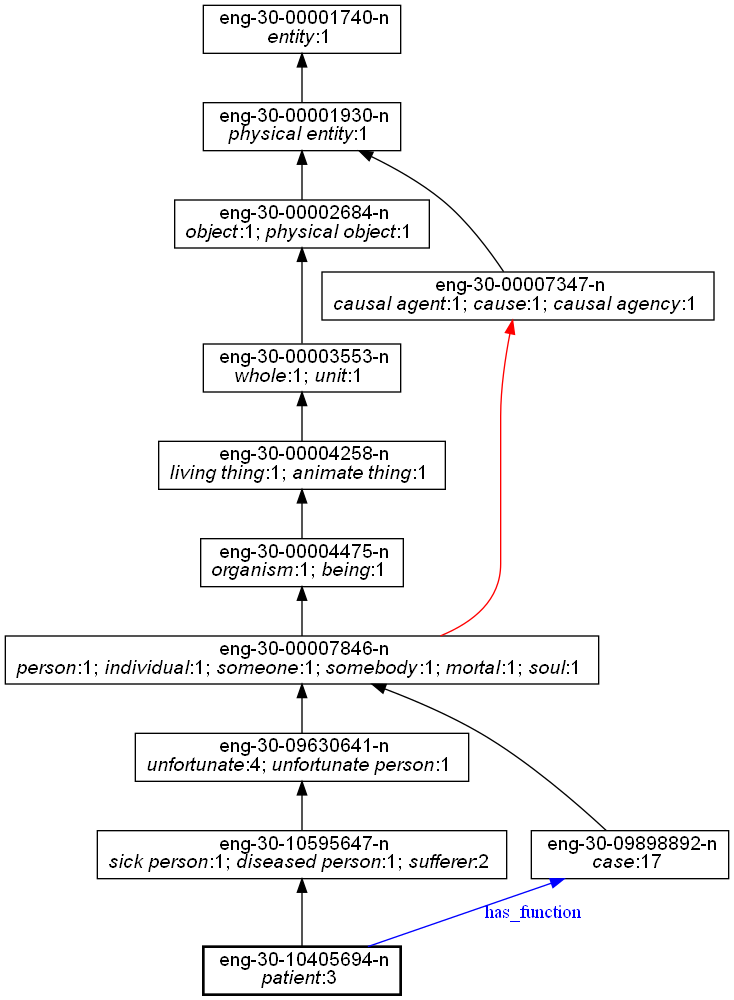 eng-30-00001740-n
entity:1
eng-30-00001930-n
physical entity:1
eng-30-00002684-n
object:1; physical object:1
eng-30-00007347-n
causal agent:1; cause:1; causal agency:1
eng-30-00003553-n
whole:1; unit:1
eng-30-00004258-n
living thing:1; animate thing:1
eng-30-00004475-n
organism:1; being:1
eng-30-00007846-n
person:1; individual:1; someone:1; somebody:1; mortal:1; soul:1
eng-30-09630641-n
unfortunate:4; unfortunate person:1
eng-30-10595647-n
sick person:1; diseased person:1; sufferer:2
eng-30-09898892-n
case:17
has_function
eng-30-10405694-n
patient:3